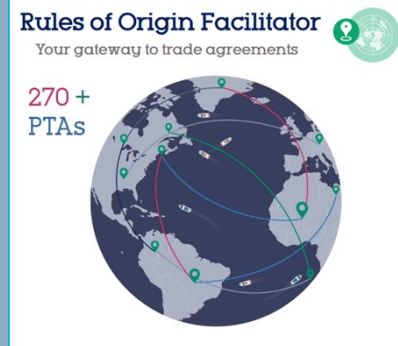 Rules of Origin Facilitator
Your gateway to trade agreements
270 +
PTAs